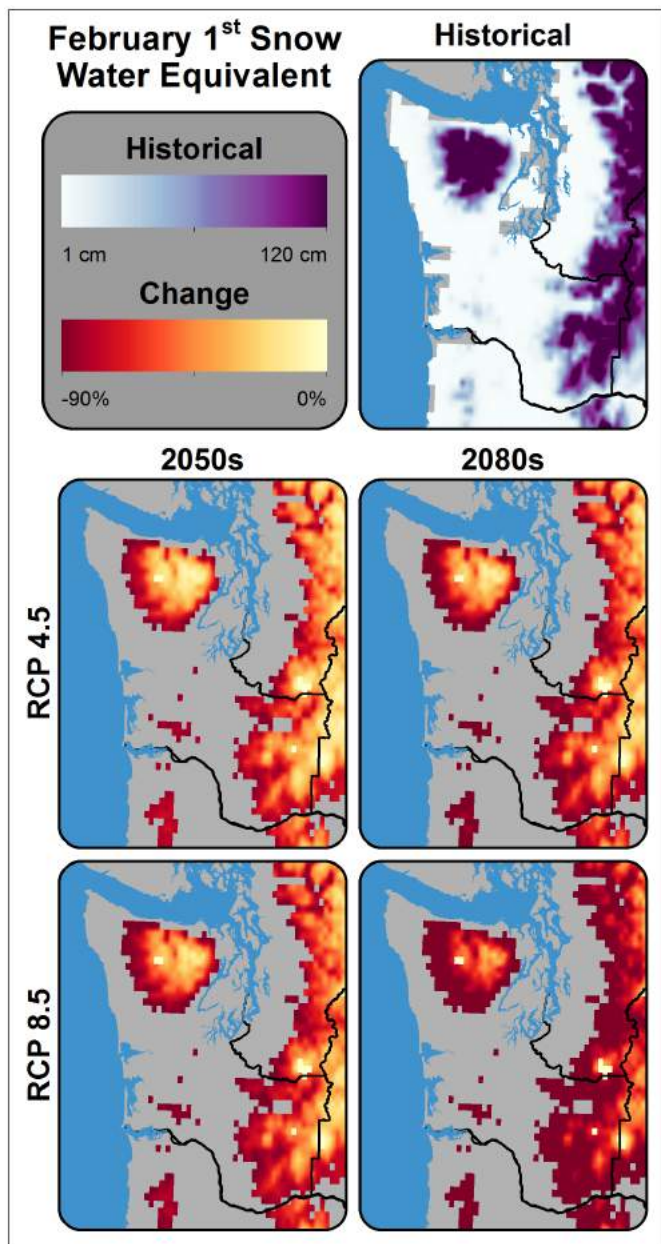 February 1st Snow
Water Equivalent
Historical
Historical
1 cm 120 cm
Change
-90% 0%
2050s 2080s
RCP 4.5
RCP 8.5